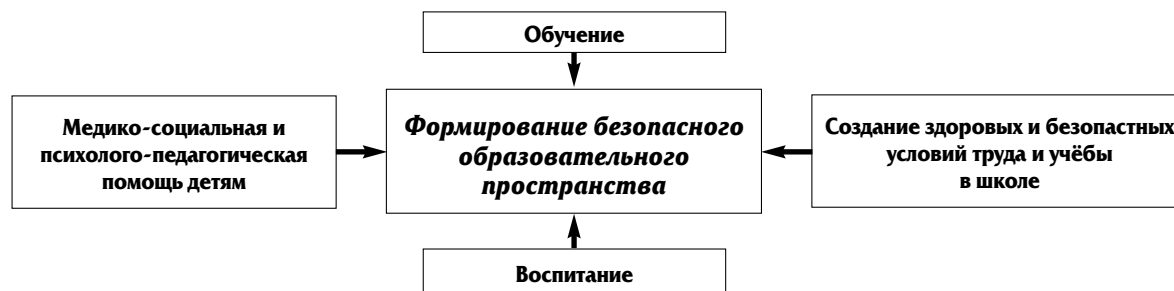 Обучение
Медико-социальная и
психолого-педагогическая
помощь детям
Формирование безопасного
образовательного
пространства
Создание здоровых и безопастных
условий труда и учёбы
в школе
Воспитание